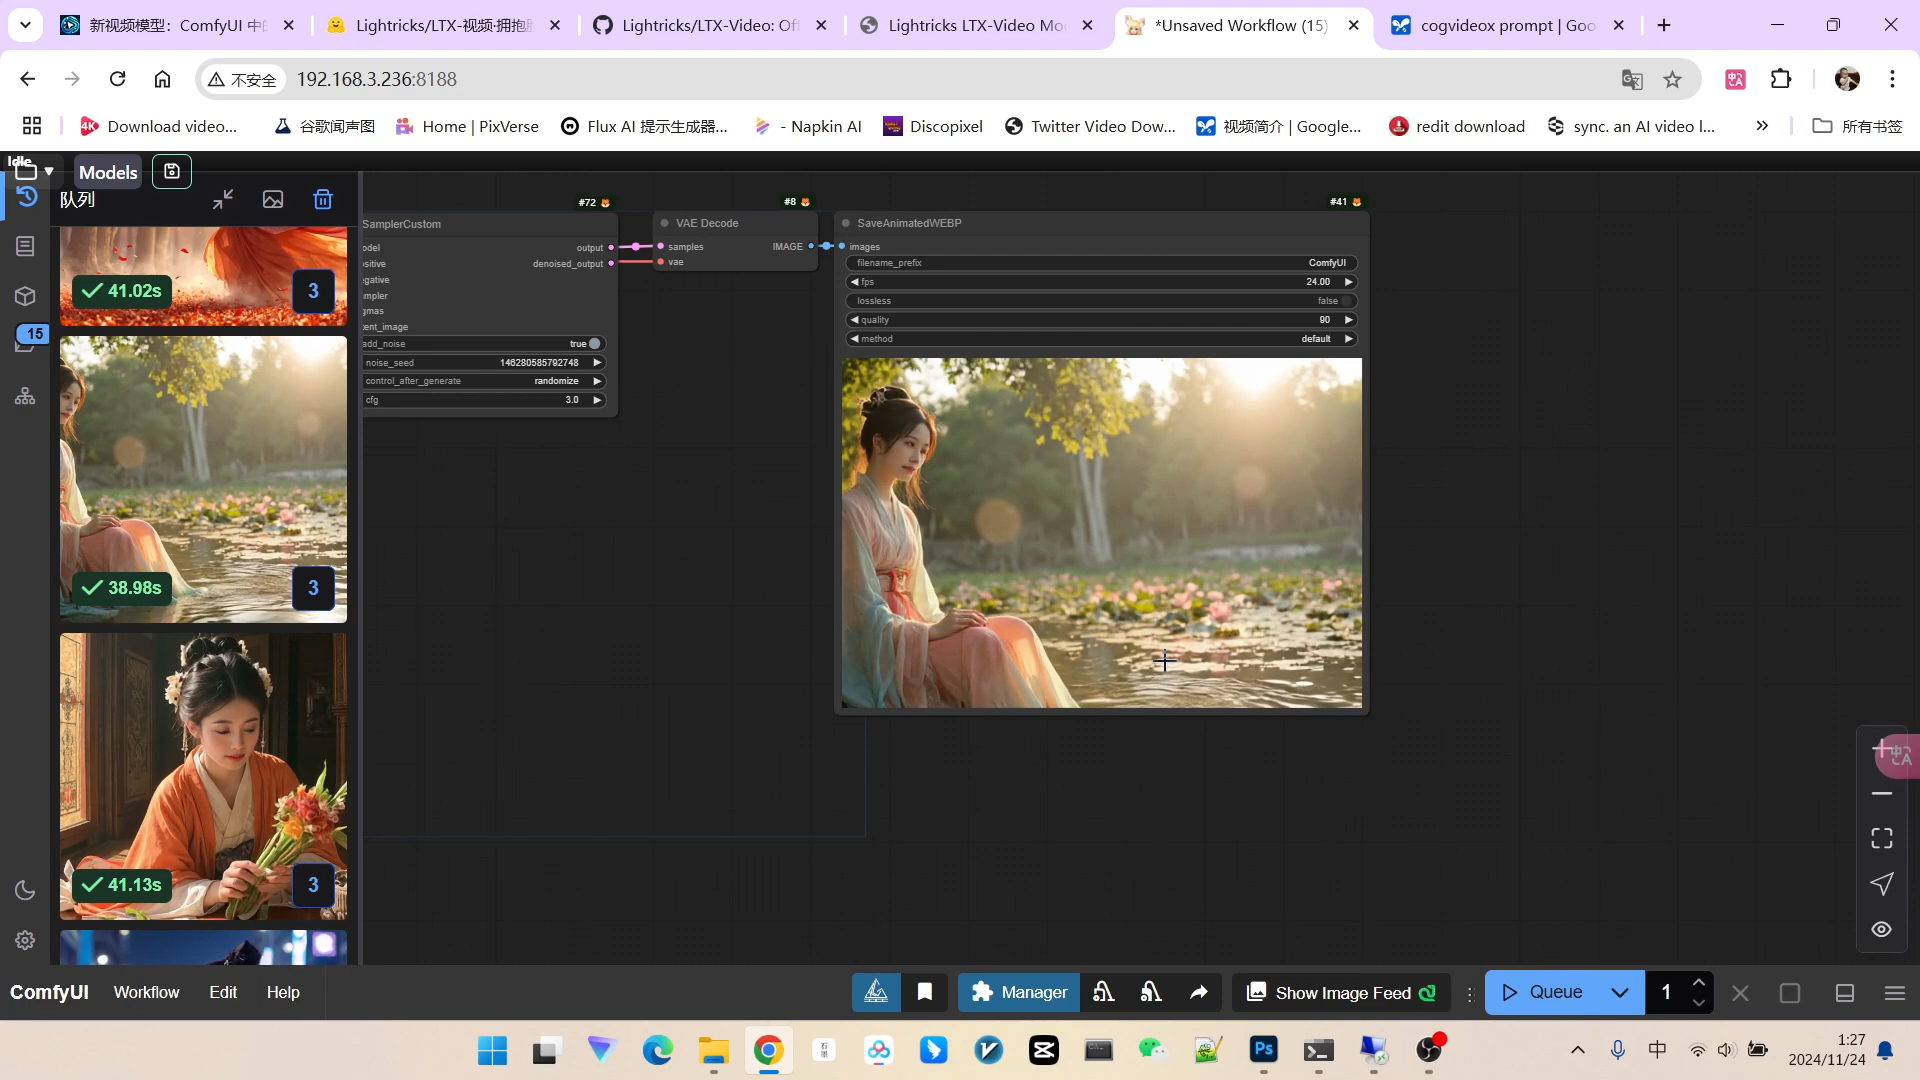 新视频模型：ComfyUI 中
Lightricks/LTX-视频·拥抱
Lightricks/LTX-Video: Of
Lightricks LTX-Video Mo
*Unsaved Workflow (15)
cogvideox prompt | Goo
不安全
192.168.3.236:8188
Download video...
谷歌闻声图
Home | PixVerse
Flux AI 提示生成器...
- Napkin AI
Discopixel
Twitter Video Dow...
视频简介 | Google...
redit download
sync. an AI video l...
所有书签
Idle
Models
队列
41.02s
3
15
38.98s
3
41.13s
3
#72
SamplerCustom
odel
output
sitive
denoised_output
egative
mpler
gmas
ent_image
add_noise
true
noise_seed
146280585792748
control_after_generate
randomize
cfg
3.0
#8
VAE Decode
samples
IMAGE
vae
#41
SaveAnimatedWEBP
images
filename_prefix
ComfyUI
fps
24.00
lossless
false
quality
90
method
default
ComfyUI
Workflow
Edit
Help
Manager
Show Image Feed
Queue
1
Ps
中
1:27
2024/11/24